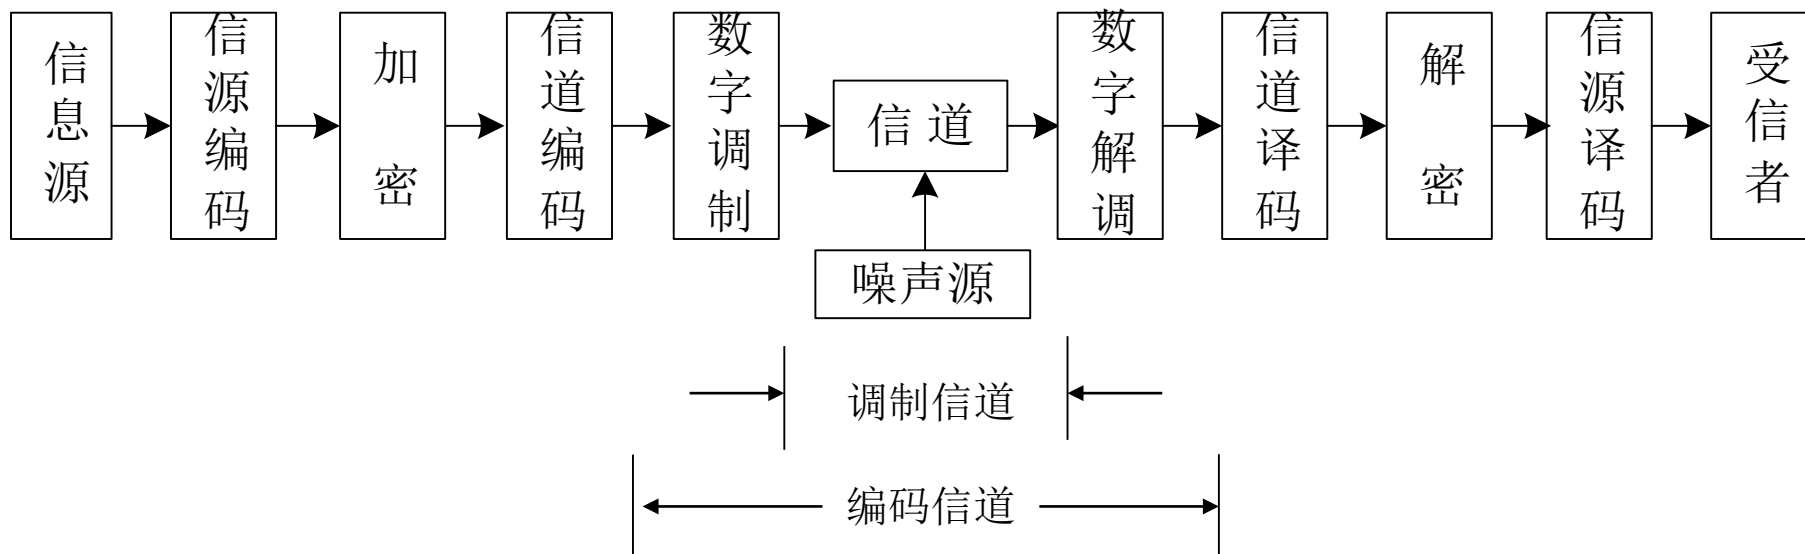 信息源
信源编码
加密
信道编码
数字调制
信道
数字解调
信道译码
解密
信源译码
受信者
噪声源
调制信道
编码信道